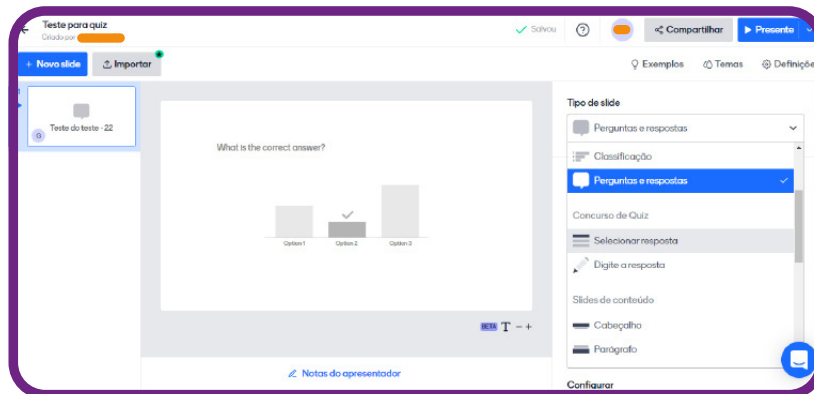 Teste para quiz
Criado por
Salvou
Compartilhar
Presente
+ Novo slide
Importar
Exemplos
Temas
Definiçõe
1
Teste do teste - 22
G
What is the correct answer?
Option 1
Option 2
Option 3
BETA T - +
Notas do apresentador
Tipo de slide
Perguntas e respostas
Classificação
Perguntas e respostas
Concurso de Quiz
Selecionar resposta
Digite a resposta
Slides de conteúdo
Cabeçalho
Parágrafo
Configurar